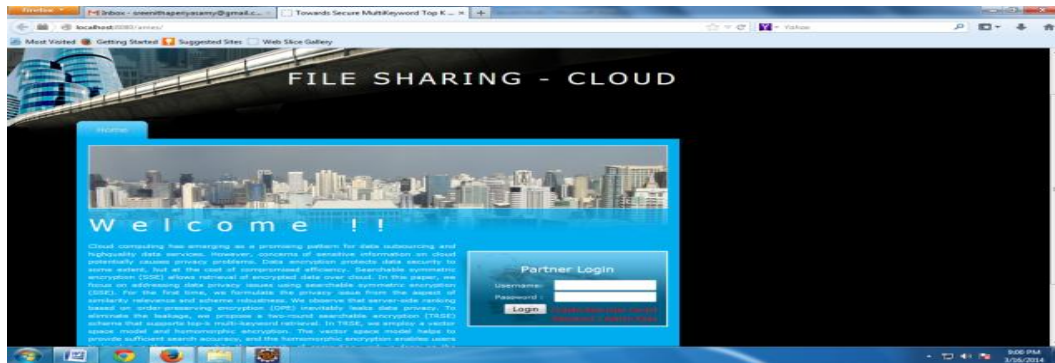 Firefox
Inbox - smenithaperiyasamy@gmail.c...
Towards Secure MultiKeyword Top K ...
localhost:8080/annes/
Yahoo
Most Visited Getting Started Suggested Sites Web Slice Gallery
FILE SHARING - CLOUD
Home
Welcome !!
Cloud computing has emerging as a promising pattern for data outsourcing and
highquality data services. However, concerns of sensitive information on cloud
potentially causes privacy problems. Data encryption protects data security to
some extent, but at the cost of compromised efficiency. Searchable symmetric
encryption (SSE) allows retrieval of encrypted data over cloud. In this paper, we
focus on addressing data privacy issues using searchable symmetric encryption
(SSE). For the first time, we formulate the privacy issue from the aspect of
similarity relevance and scheme robustness. We observe that server-side ranking
based on order-preserving encryption (OPE) inevitably leaks data privacy. To
eliminate the leakage, we propose a two-round searchable encryption (TRSE)
scheme that supports top-k multi-keyword retrieval. In TRSE, we employ a vector
space model and homomorphic encryption. The vector space model helps to
provide sufficient search accuracy, and the homomorphic encryption enables users
Partner Login
Username:
Password :
Login
9:00 PM
3/16/2014